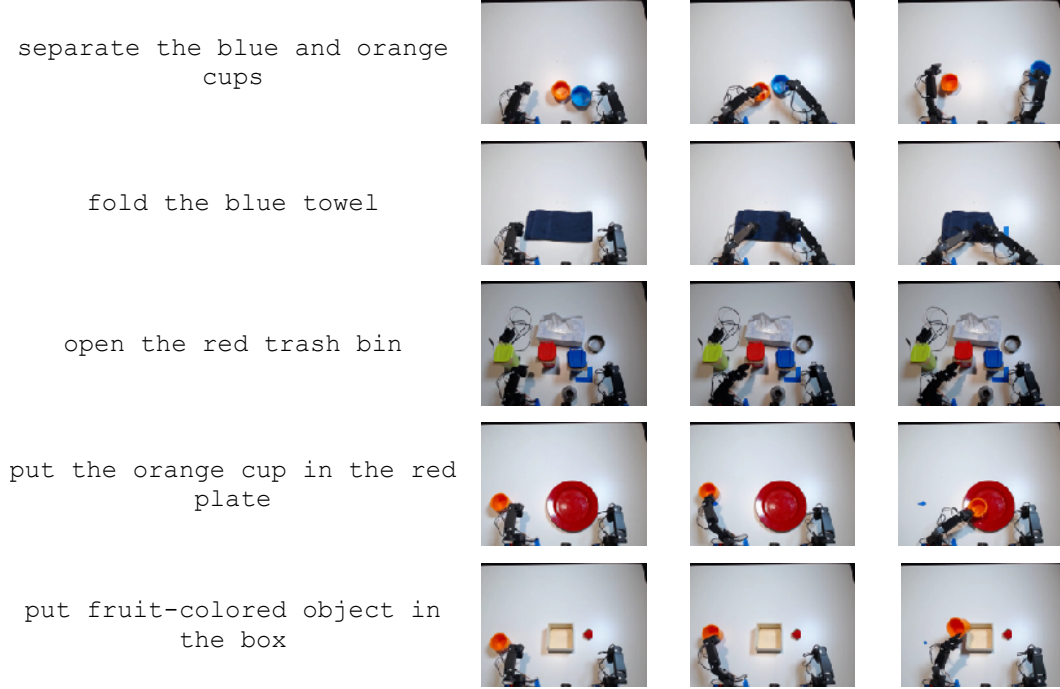 separate the blue and orange
cups
fold the blue towel
open the red trash bin
put the orange cup in the red
plate
put fruit-colored object in
the box